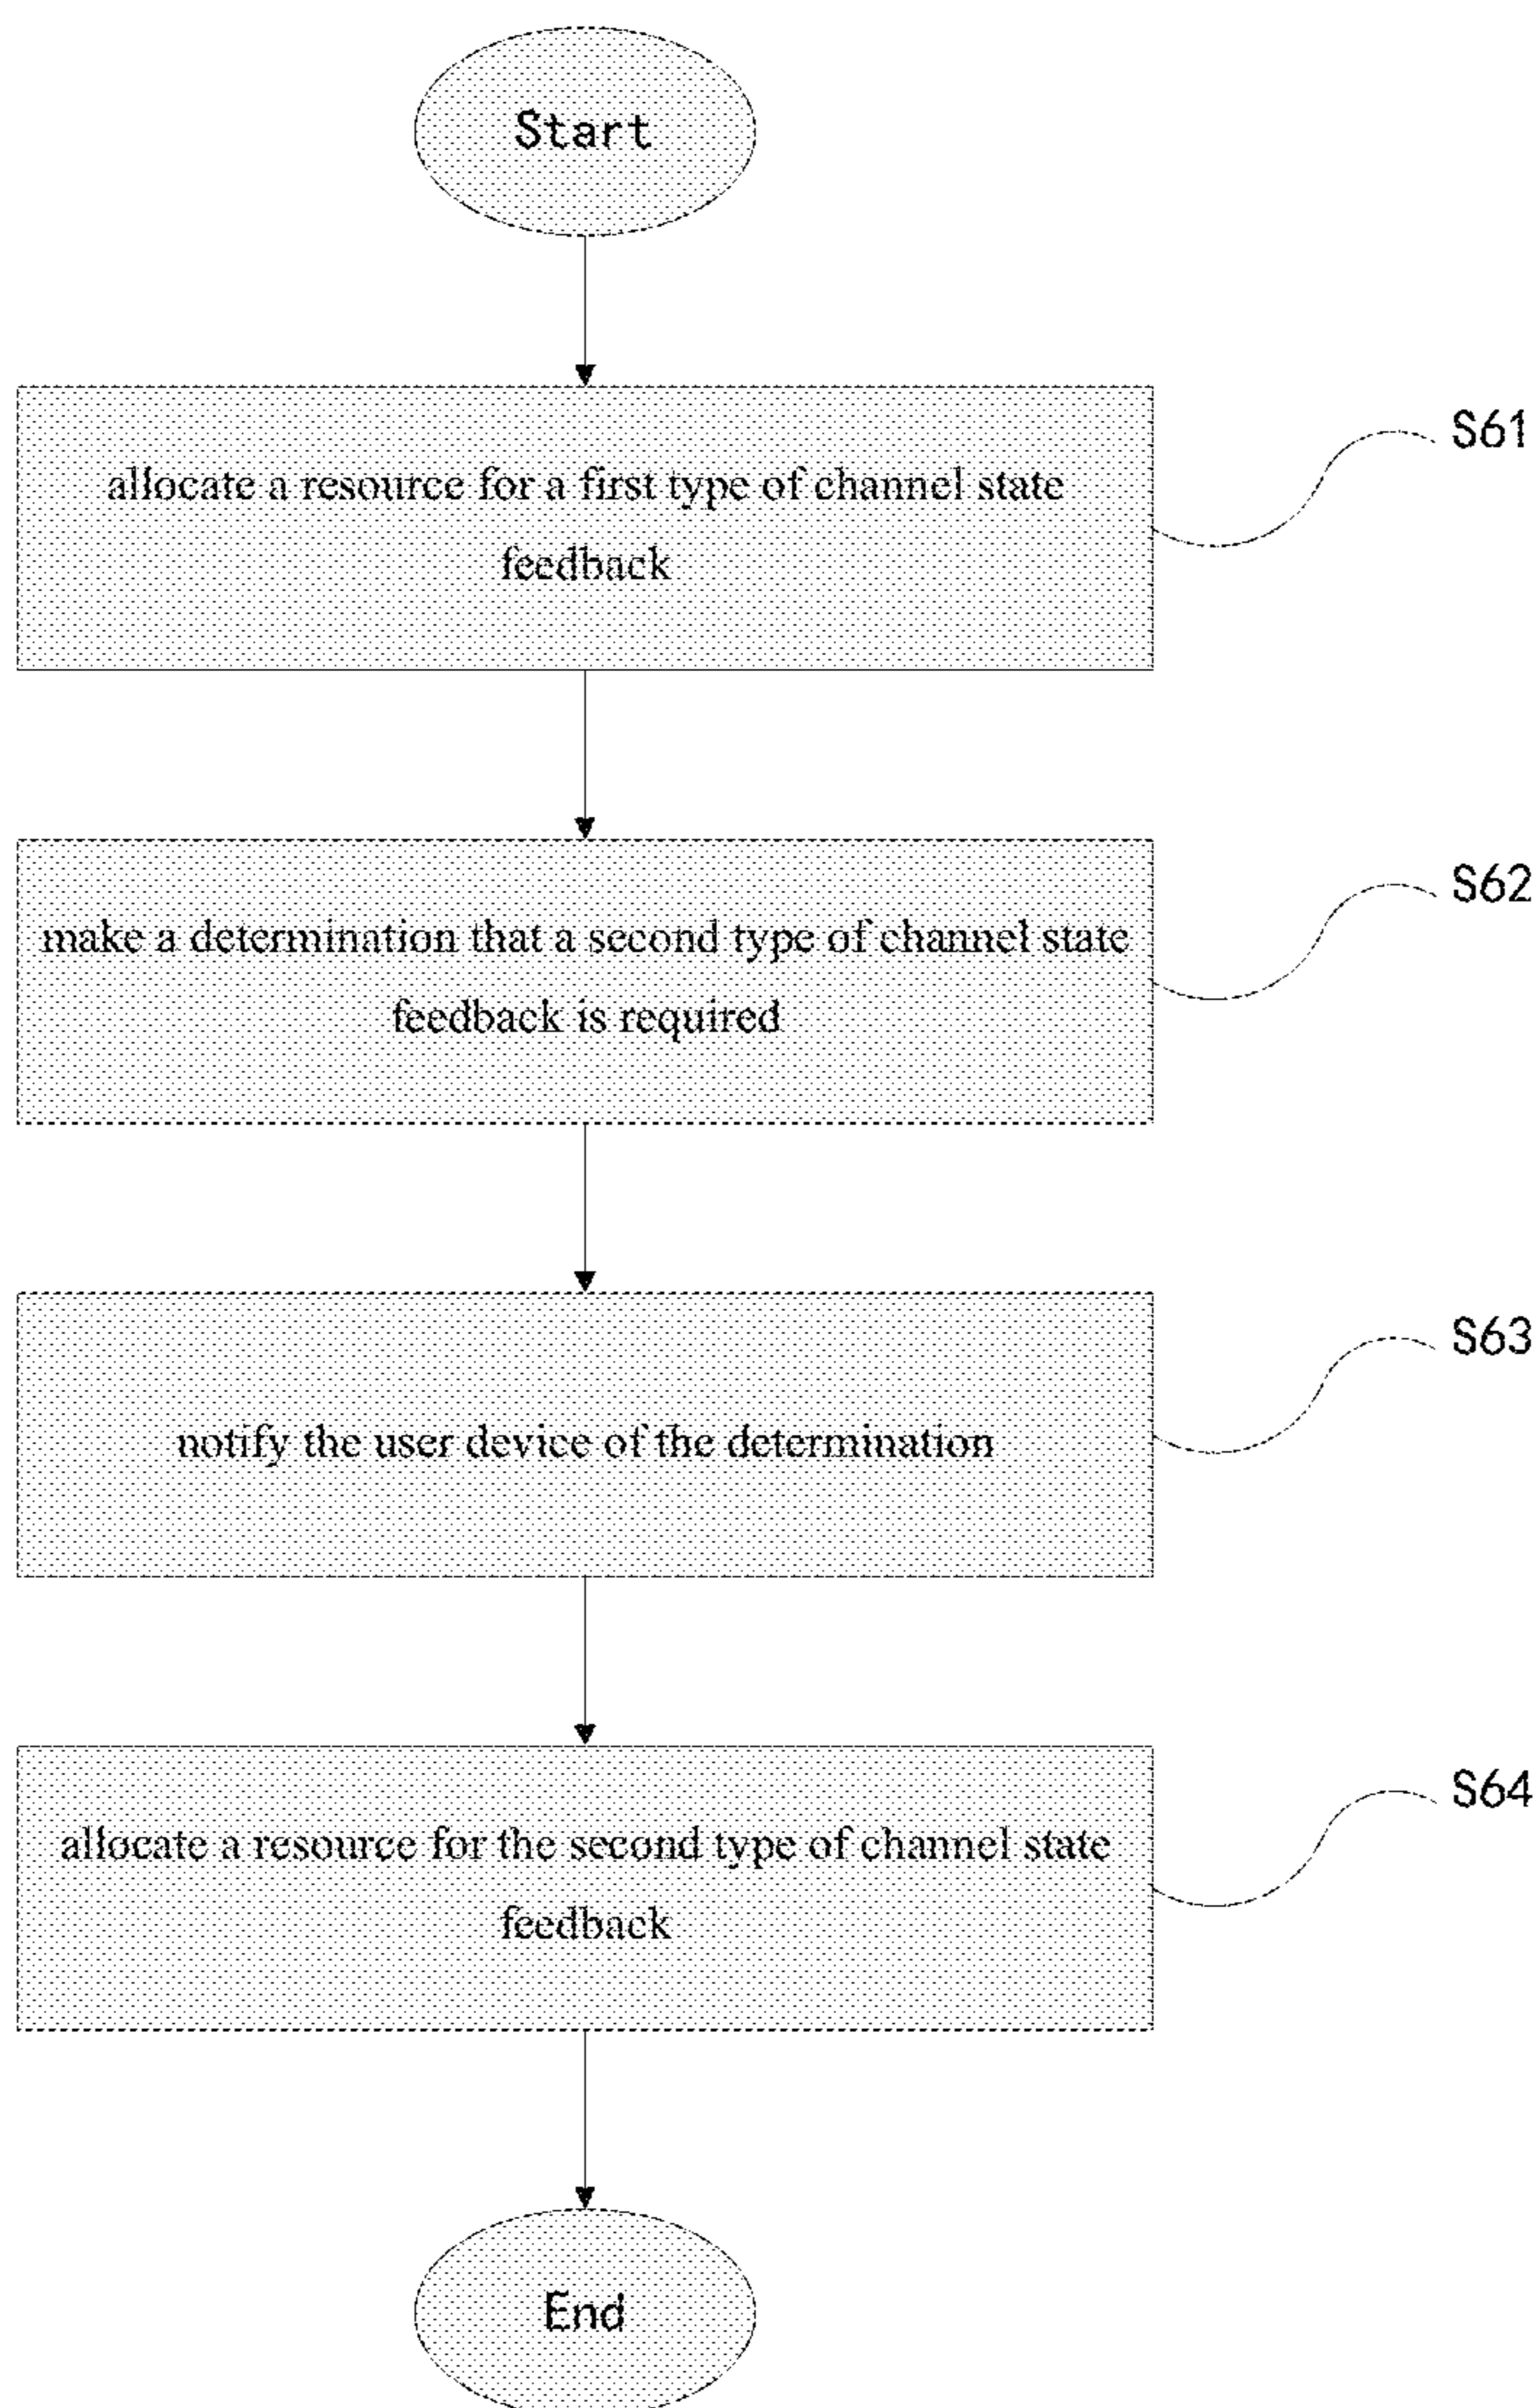 Start
allocate a resource for a first type of channel state
feedback
S61
make a determination that a second type of channel state
feedback is required
S62
notify the user device of the determination
S63
allocate a resource for the second type of channel state
feedback
S64
End